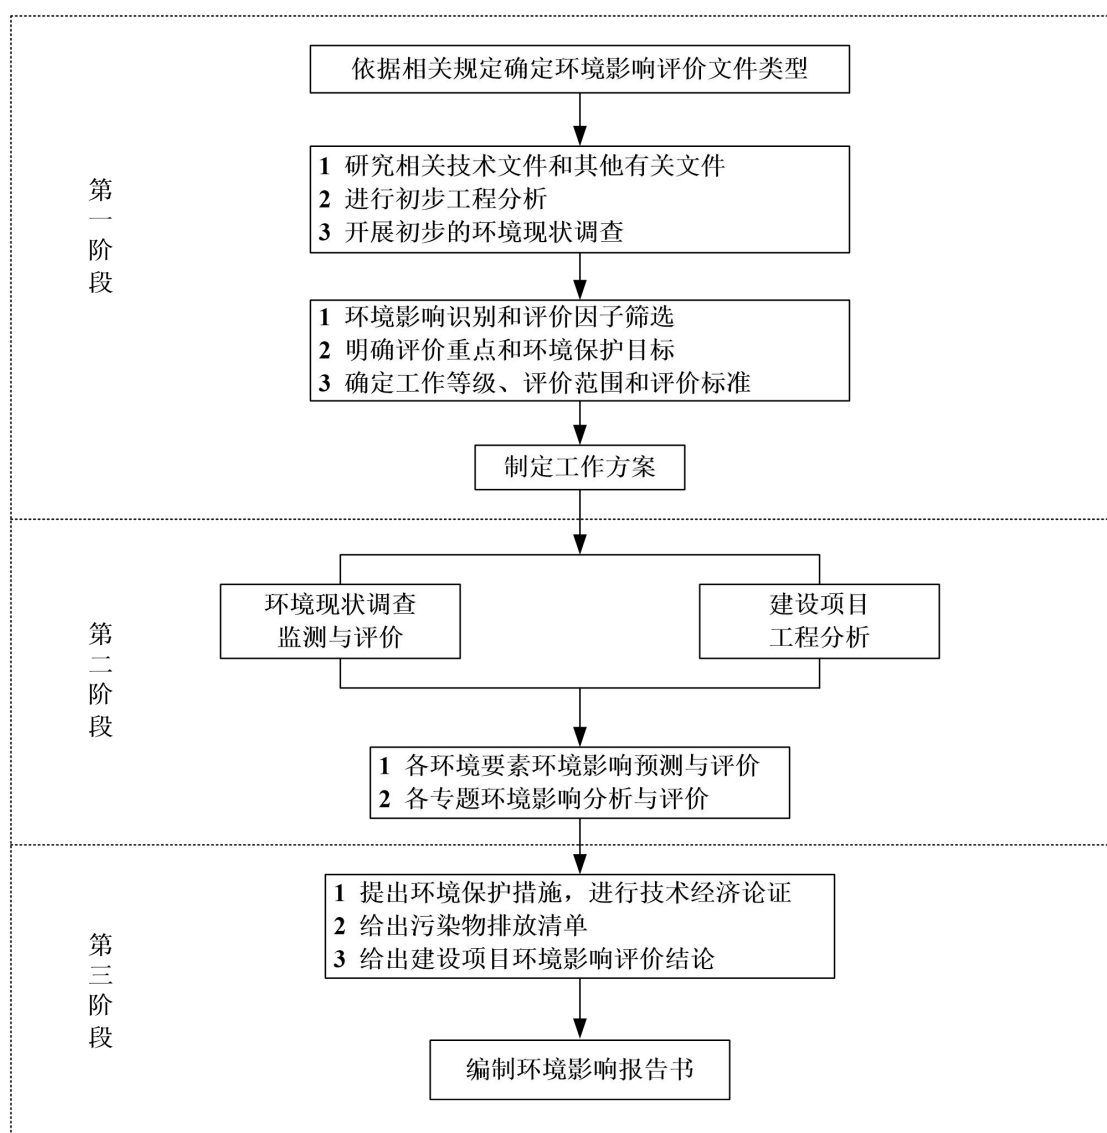 依据相关规定确定环境影响评价文件类型
第一阶段
1 研究相关技术文件和其他有关文件
2 进行初步工程分析
3 开展初步的环境现状调查
1 环境影响识别和评价因子筛选
2 明确评价重点和环境保护目标
3 确定工作等级、评价范围和评价标准
制定工作方案
第二阶段
环境现状调查
监测与评价
建设项目
工程分析
1 各环境要素环境影响预测与评价
2 各专题环境影响分析与评价
第三阶段
1 提出环境保护措施，进行技术经济论证
2 给出污染物排放清单
3 给出建设项目环境影响评价结论
编制环境影响报告书